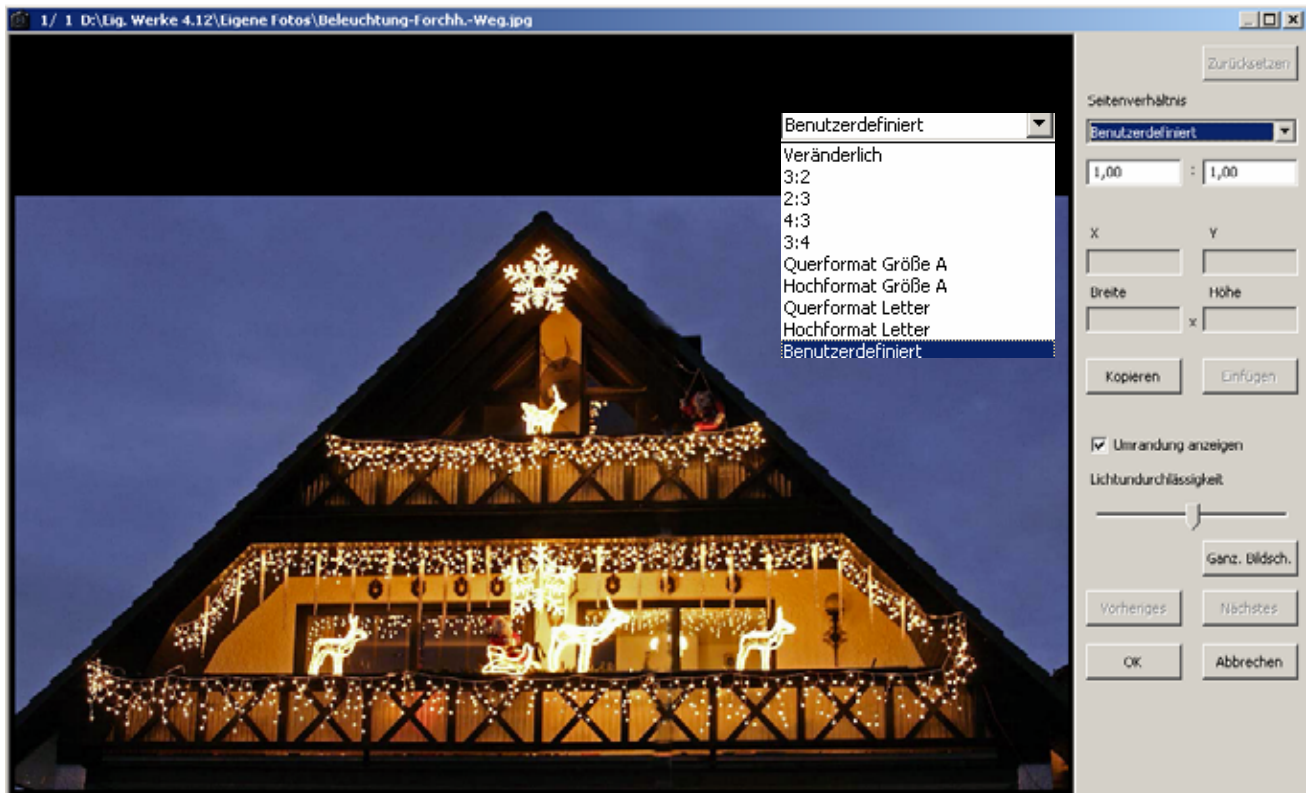 1/ 1 D:\Eig. Werke 4.12\Eigene Fotos\Beleuchtung-Forchh.-Weg.jpg
Zurücksetzen
Seitenverhältnis
Benutzerdefiniert
1,00 : 1,00
X Y
Breite Höhe
x
Kopieren Einfügen
Umrandung anzeigen
Lichtundurchlässigkeit
Ganz. Bildsch.
Vorheriges Nächstes
OK Abbrechen
Benutzerdefiniert
Veränderlich
3:2
2:3
4:3
3:4
Querformat Größe A
Hochformat Größe A
Querformat Letter
Hochformat Letter
Benutzerdefiniert